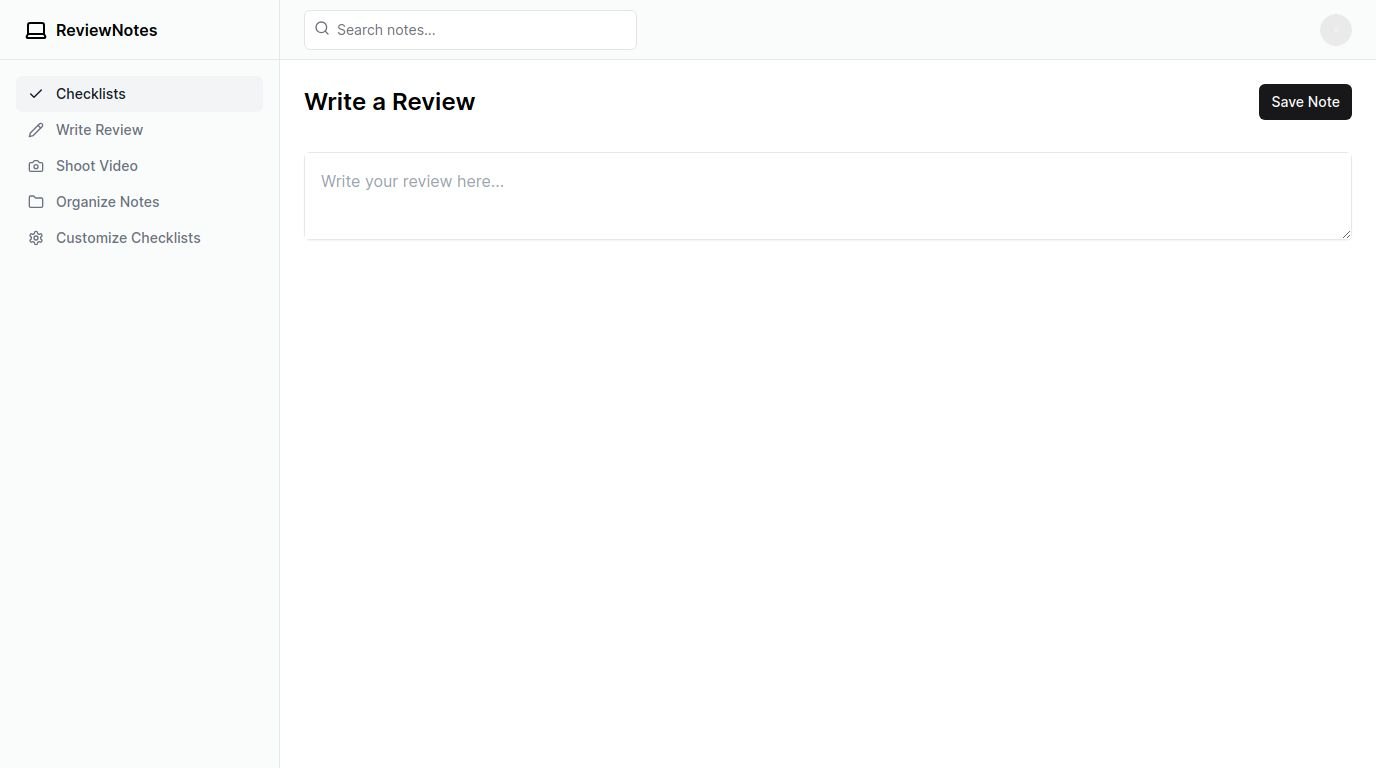 ReviewNotes
Search notes...
Checklists
Write Review
Shoot Video
Organize Notes
Customize Checklists
Write a Review
Save Note
Write your review here...